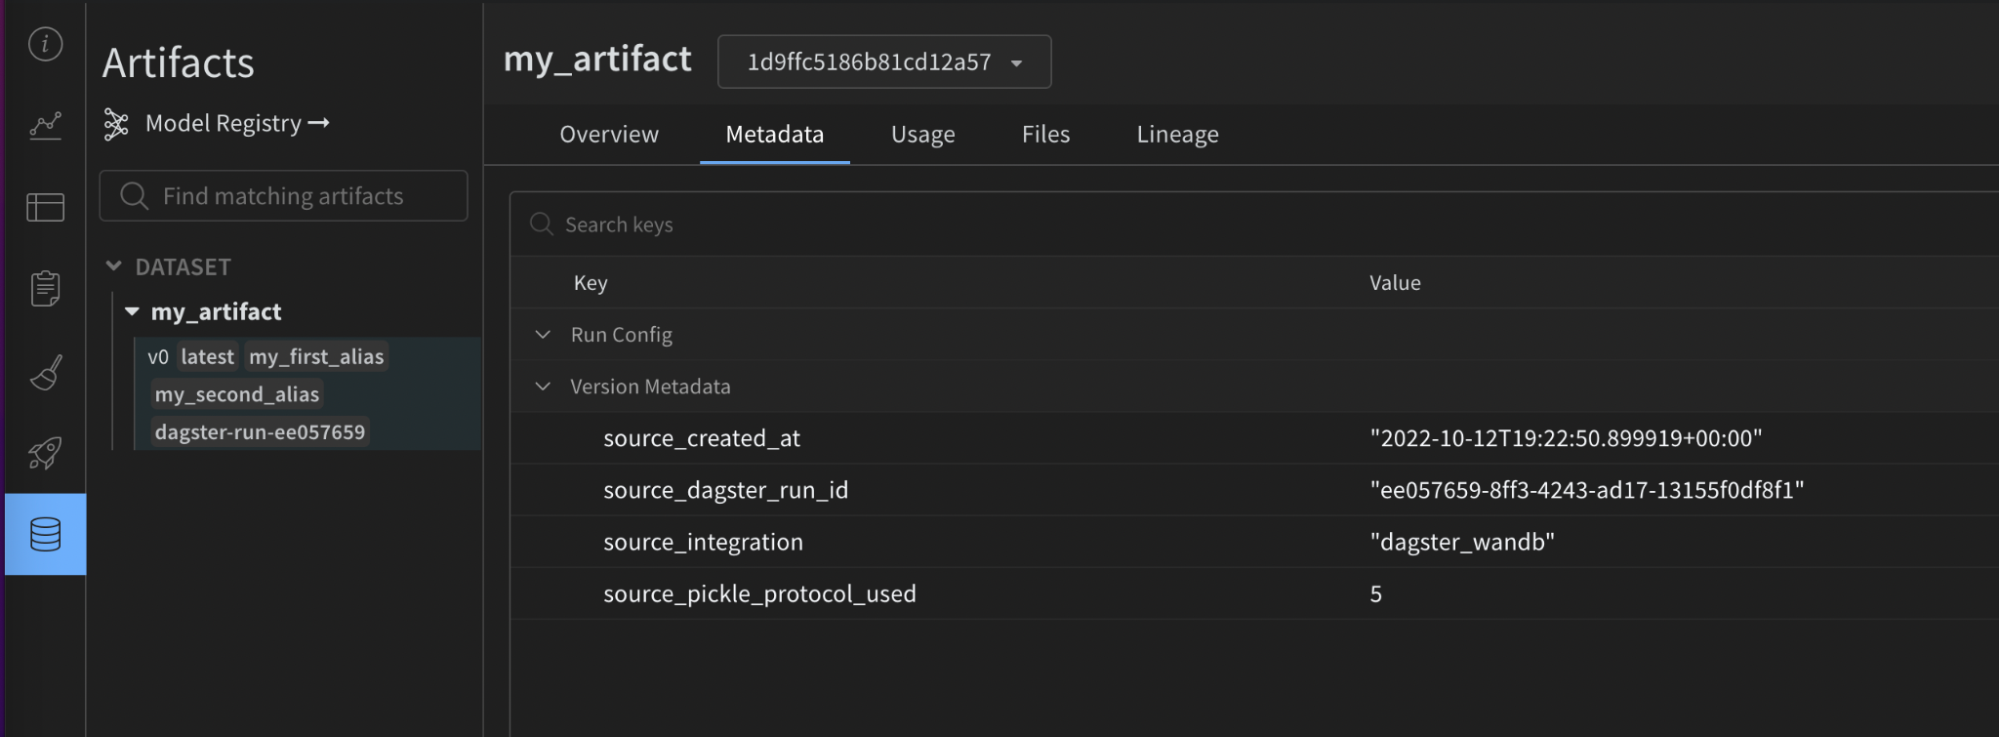 Artifacts
Model Registry →
Find matching artifacts
DATASET
my_artifact
v0 latest my_first_alias
my_second_alias
dagster-run-ee057659
my_artifact 1d9ffc5186b81cd12a57
Overview Metadata Usage Files Lineage
Search keys
Key Value
Run Config
Version Metadata
source_created_at "2022-10-12T19:22:50.899919+00:00"
source_dagster_run_id "ee057659-8ff3-4243-ad17-13155f0df8f1"
source_integration "dagster_wandb"
source_pickle_protocol_used 5